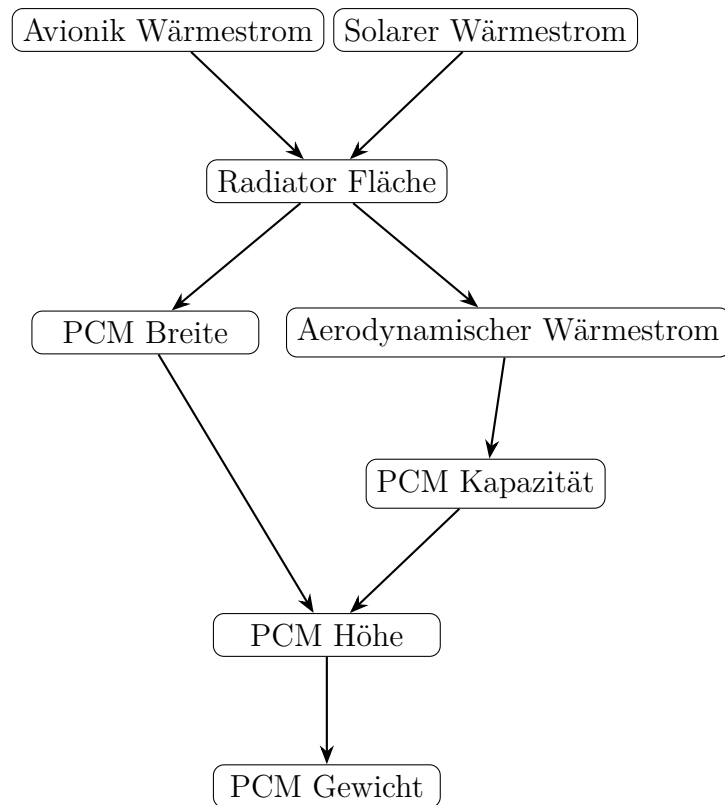 Avionik Wärmestrom
Solarer Wärmestrom
Radiator Fläche
PCM Breite
Aerodynamischer Wärmestrom
PCM Kapazität
PCM Höhe
PCM Gewicht